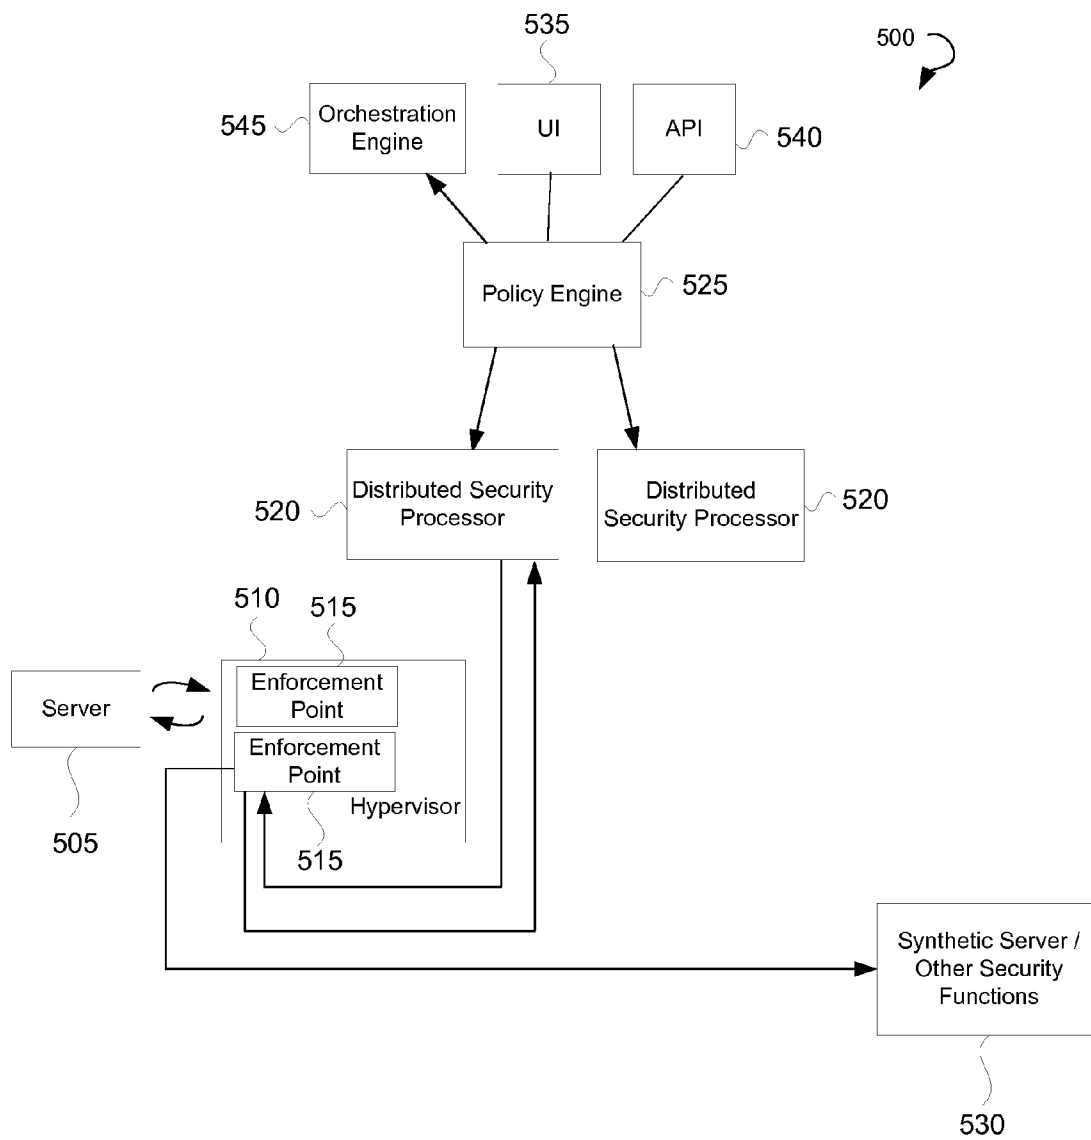 535
500
545
Orchestration
Engine
UI
API
540
Policy Engine
525
520
Distributed Security
Processor
Distributed
Security Processor
520
510
515
Server
Enforcement
Point
Enforcement
Point
Hypervisor
505
515
Synthetic Server /
Other Security
Functions
530